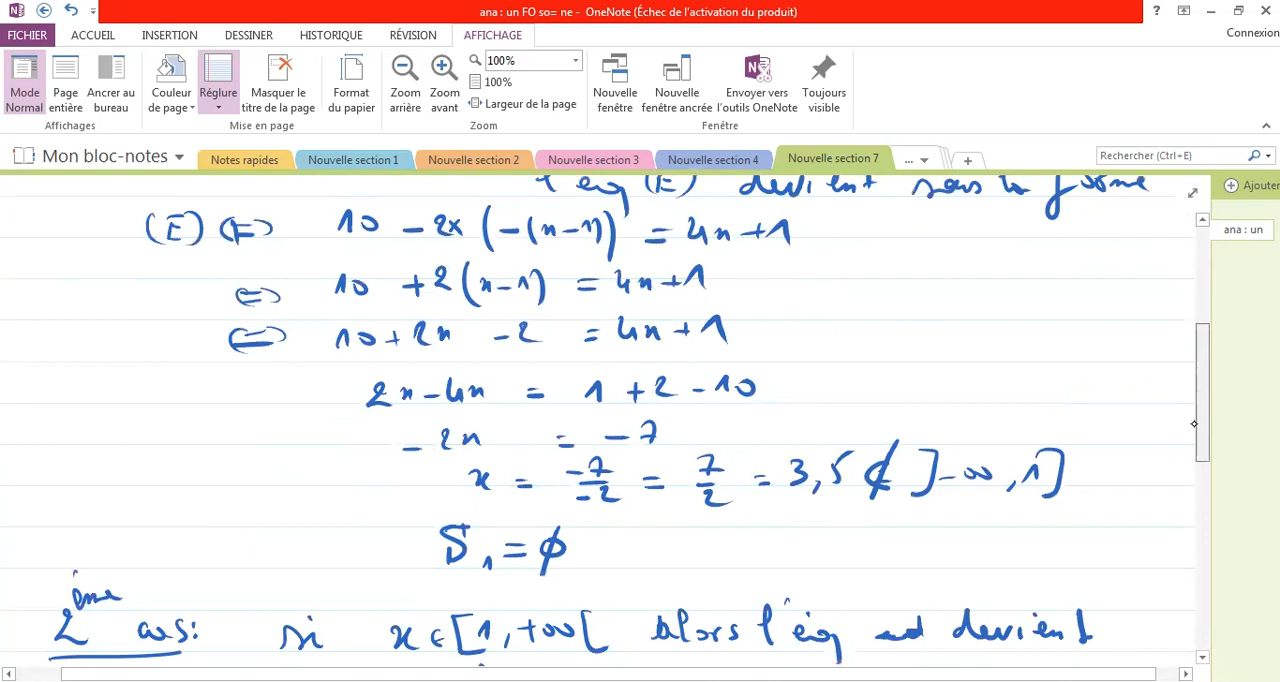 ana : un FO so= ne - OneNote (Échec de l'activation du produit)
FICHIER ACCUEIL INSERTION DESSINER HISTORIQUE RÉVISION AFFICHAGE Connexion
Mode Normal Page entière Ancrer au bureau Couleur de page Réglure Masquer le titre de la page Format du papier Zoom arrière Zoom avant 100% 100% Largeur de la page Nouvelle fenêtre Nouvelle fenêtre ancrée Envoyer vers l'outils OneNote Toujours visible
Affichages Mise en page Zoom Fenêtre
Mon bloc-notes Notes rapides Nouvelle section 1 Nouvelle section 2 Nouvelle section 3 Nouvelle section 4 Nouvelle section 7 ... + Rechercher (Ctrl+E)
Ajouter
ana : un
l'éq (E) devient sous la forme
(E) ⇔ 10 - 2x (-(x-1)) = 4x+1
⇔ 10 +2(x-1) = 4x+1
⇔ 10+2x -2 = 4x+1
2x-4x = 1 +2 -10
-2x = -7
x = -7/-2 = 7/2 = 3,5 ∉ ]-∞,1]
S₁ = ∅
2ème cas: si x∈[1,+∞[ alors l'éq devient